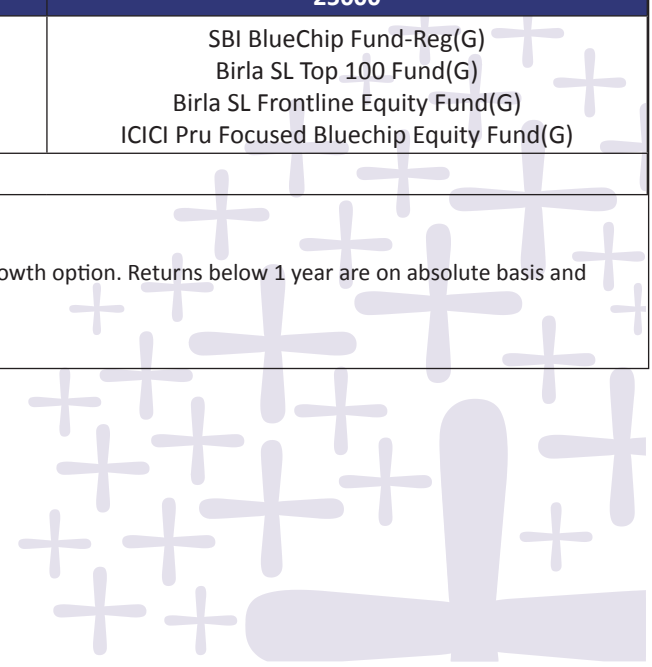 25000
SBI BlueChip Fund-Reg(G)
Birla SL Top 100 Fund(G)
Birla SL Frontline Equity Fund(G)
ICICI Pru Focused Bluechip Equity Fund(G)
owth option. Returns below 1 year are on absolute basis and